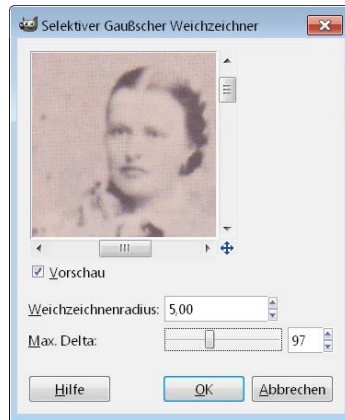 Selektiver Gaußscher Weichzeichner
Vorschau
Weichzeichnenradius: 5,00
Max. Delta: 97
Hilfe OK Abbrechen